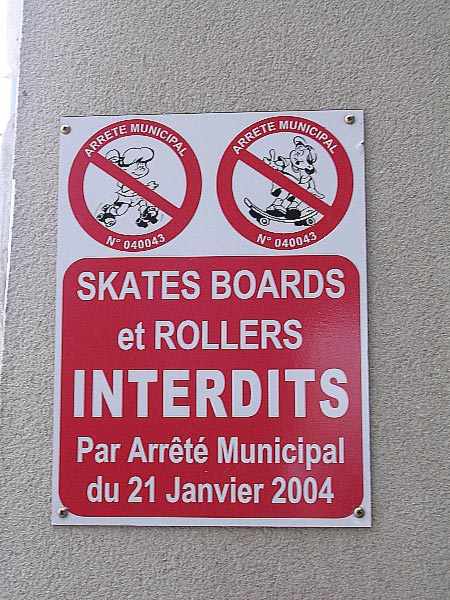 ARRETE MUNICIPAL
N° 040043
ARRETE MUNICIPAL
N° 040043
SKATES BOARDS
et ROLLERS
INTERDITS
Par Arrêté Municipal
du 21 Janvier 2004